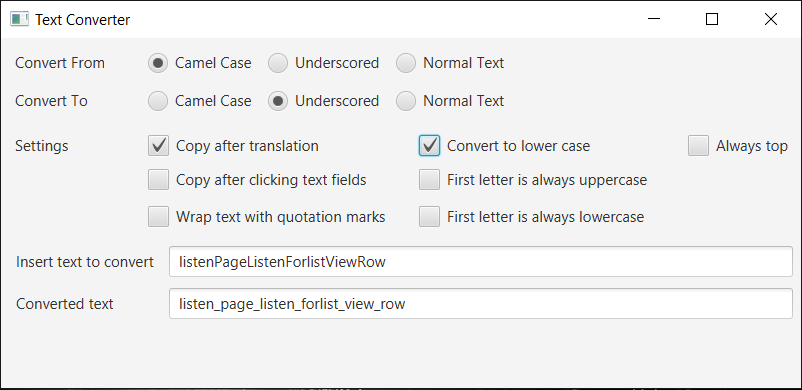 Text Converter
Convert From Camel Case Underscored Normal Text
Convert To Camel Case Underscored Normal Text
Settings Copy after translation Convert to lower case Always top
Copy after clicking text fields First letter is always uppercase
Wrap text with quotation marks First letter is always lowercase
Insert text to convert listenPageListenForlistViewRow
Converted text listen_page_listen_forlist_view_row